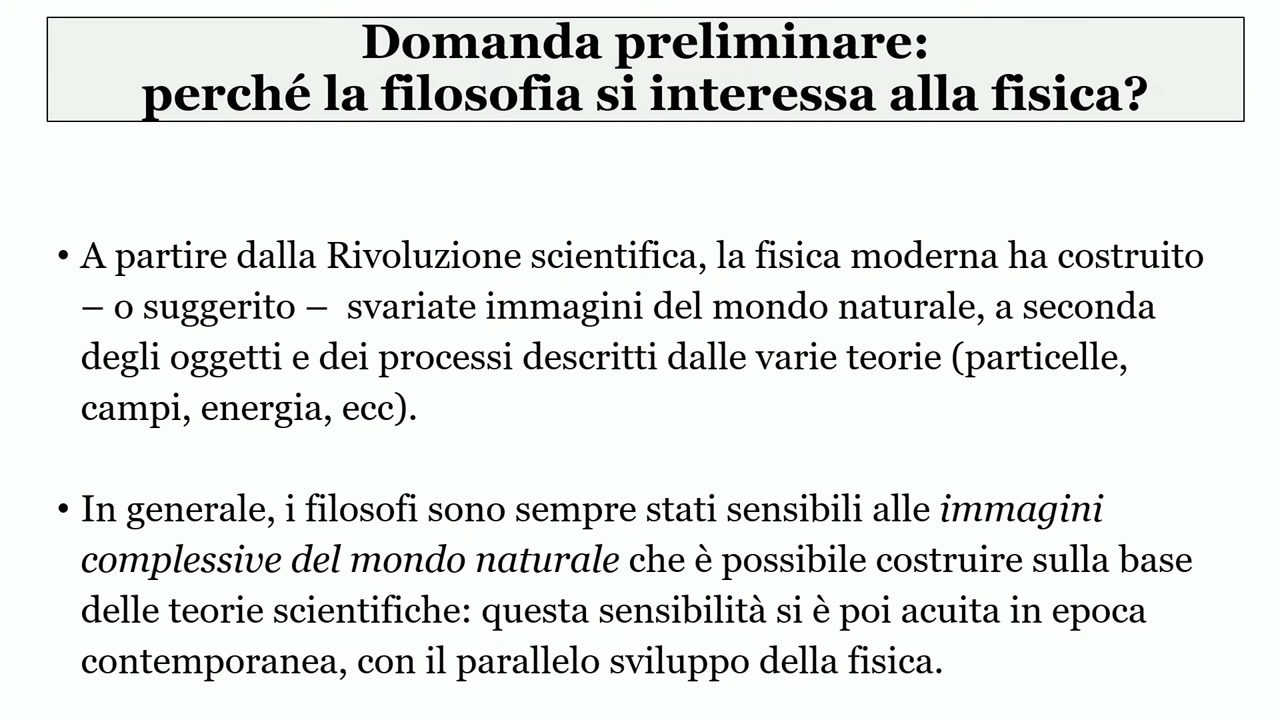 Domanda preliminare:
perché la filosofia si interessa alla fisica?
• A partire dalla Rivoluzione scientifica, la fisica moderna ha costruito
– o suggerito – svariate immagini del mondo naturale, a seconda
degli oggetti e dei processi descritti dalle varie teorie (particelle,
campi, energia, ecc).
• In generale, i filosofi sono sempre stati sensibili alle immagini
complessive del mondo naturale che è possibile costruire sulla base
delle teorie scientifiche: questa sensibilità si è poi acuita in epoca
contemporanea, con il parallelo sviluppo della fisica.